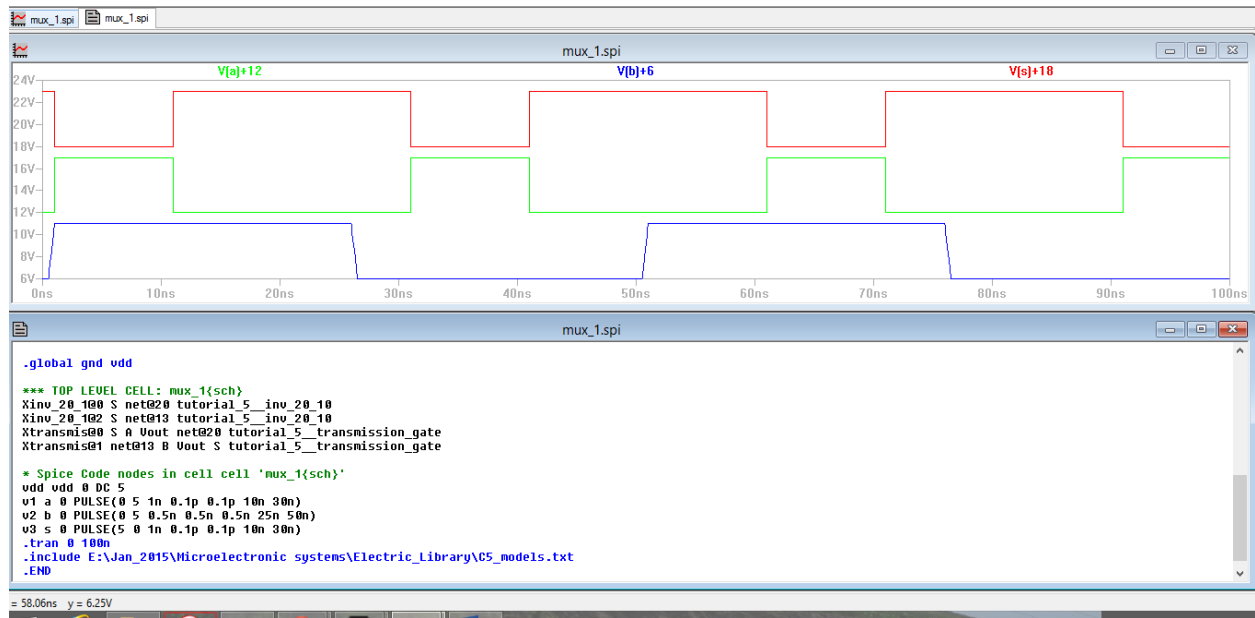 mux_1.spi mux_1.spi
mux_1.spi
V(a)+12 V(b)+6 V(s)+18
24V
22V
20V
18V
16V
14V
12V
10V
8V
6V
0ns 10ns 20ns 30ns 40ns 50ns 60ns 70ns 80ns 90ns 100ns
mux_1.spi
.global gnd vdd
*** TOP LEVEL CELL: mux_1{sch}
Xinv_20_1@0 S net@20 tutorial_5__inv_20_10
Xinv_20_1@2 S net@13 tutorial_5__inv_20_10
Xtransmis@0 S A Vout net@20 tutorial_5__transmission_gate
Xtransmis@1 net@13 B Vout S tutorial_5__transmission_gate
* Spice Code nodes in cell cell 'mux_1{sch}'
vdd vdd 0 DC 5
v1 a 0 PULSE(0 5 1n 0.1p 0.1p 10n 30n)
v2 b 0 PULSE(0 5 0.5n 0.5n 0.5n 25n 50n)
v3 s 0 PULSE(5 0 1n 0.1p 0.1p 10n 30n)
.tran 0 100n
.include E:\Jan_2015\Microelectronic systems\Electric_Library\C5_models.txt
.END
= 58.06ns y = 6.25V